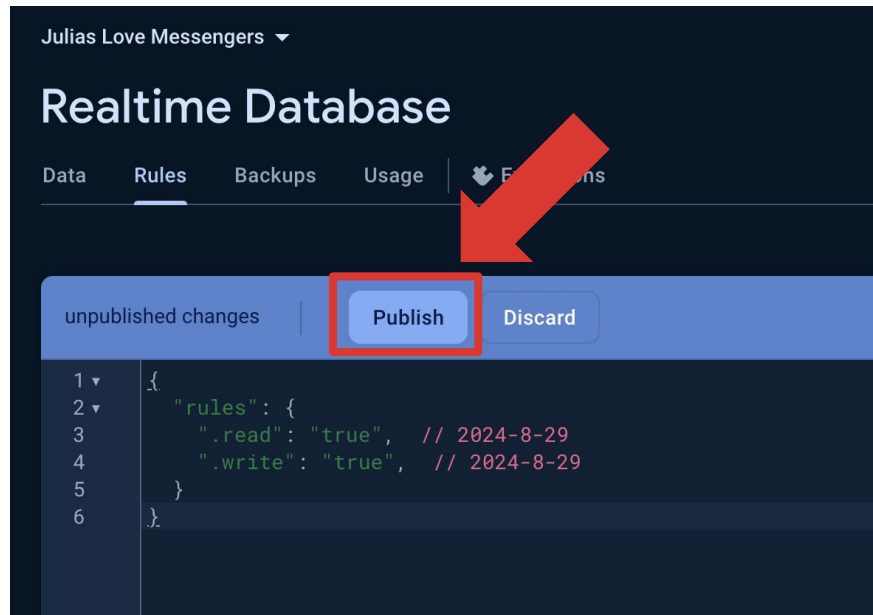 Julias Love Messengers
Realtime Database
Data Rules Backups Usage
unpublished changes Publish Discard
1 {
2 "rules": {
3 ".read": "true", // 2024-8-29
4 ".write": "true", // 2024-8-29
5 }
6 }